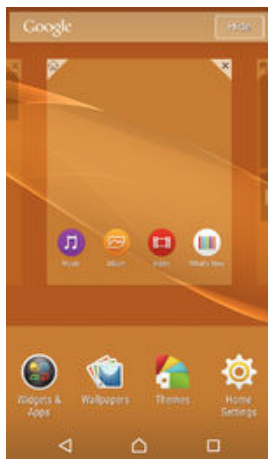 Google
Hide
Music
Album
Video
What's New
Widgets &
Apps
Wallpapers
Themes
Home
Settings